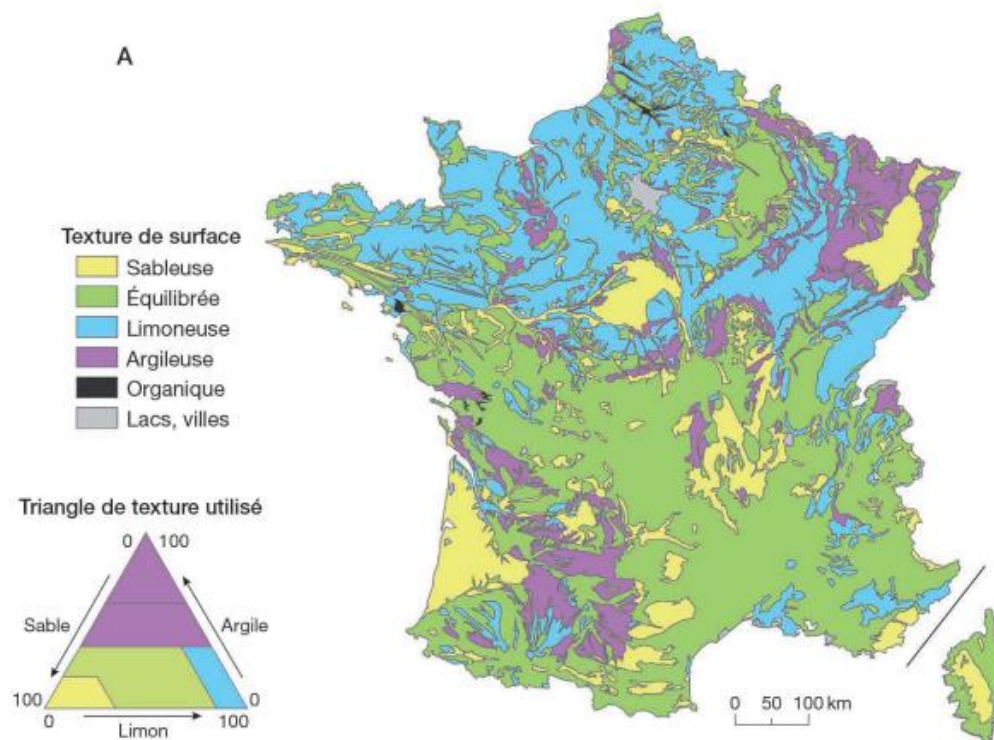 A
Texture de surface
Sableuse
Équilibrée
Limoneuse
Argileuse
Organique
Lacs, villes
Triangle de texture utilisé
0 100
Sable
Argile
100 0
0 100
Limon
0 50 100 km